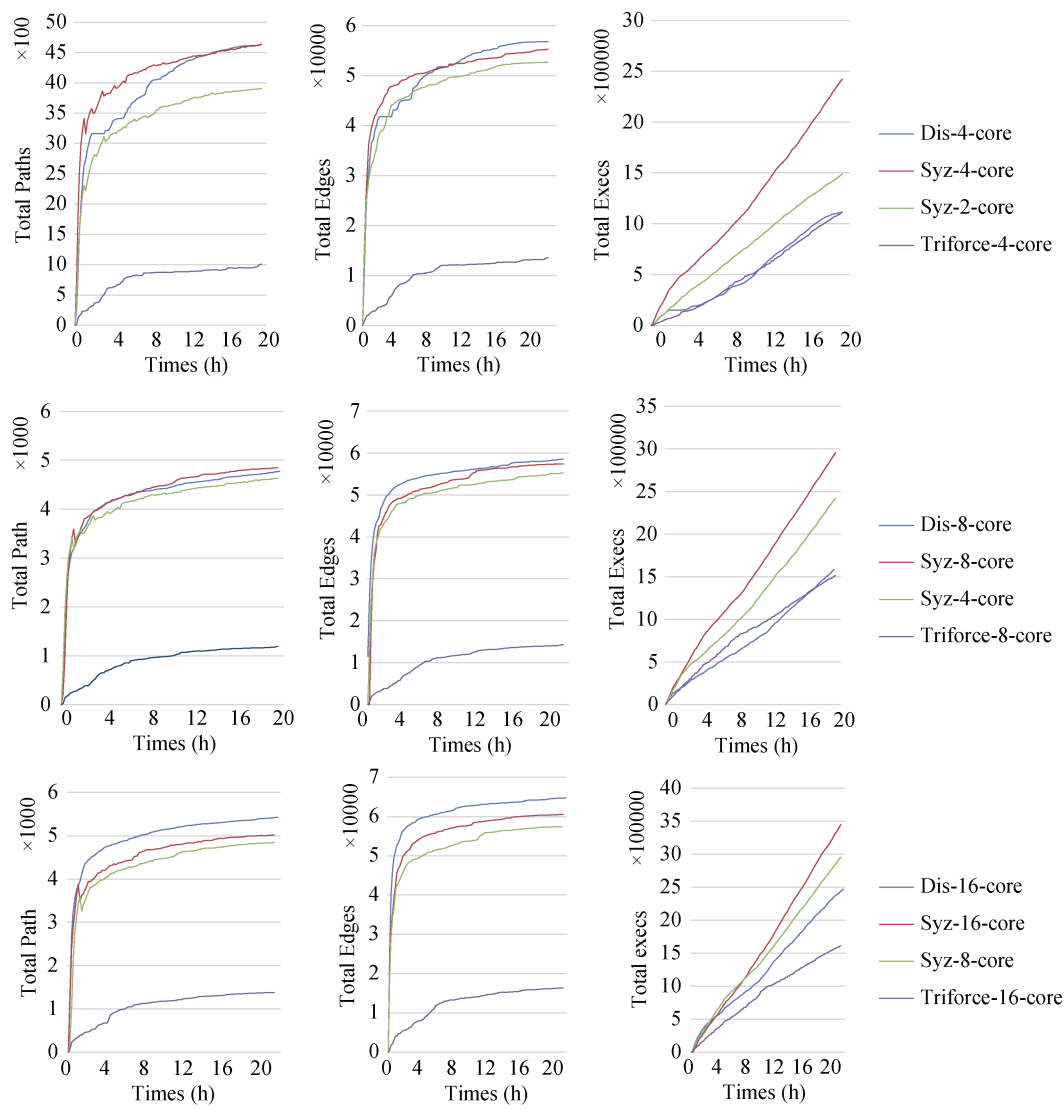 ×100
Total Paths
50
45
40
35
30
25
20
15
10
5
0
0 4 8 12 16 20
Times (h)
×10000
Total Edges
6
5
4
3
2
1
0
0 4 8 12 16 20
Times (h)
×100000
Total Execs
30
25
20
15
10
5
0
0 4 8 12 16 20
Times (h)
Dis-4-core
Syz-4-core
Syz-2-core
Triforce-4-core
×1000
Total Path
6
5
4
3
2
1
0
0 4 8 12 16 20
Times (h)
×10000
Total Edges
7
6
5
4
3
2
1
0
0 4 8 12 16 20
Times (h)
×100000
Total Execs
35
30
25
20
15
10
5
0
0 4 8 12 16 20
Times (h)
Dis-8-core
Syz-8-core
Syz-4-core
Triforce-8-core
×1000
Total Path
6
5
4
3
2
1
0
0 4 8 12 16 20
Times (h)
×10000
Total Edges
7
6
5
4
3
2
1
0
0 4 8 12 16 20
Times (h)
×100000
Total execs
40
35
30
25
20
15
10
5
0
0 4 8 12 16 20
Times (h)
Dis-16-core
Syz-16-core
Syz-8-core
Triforce-16-core